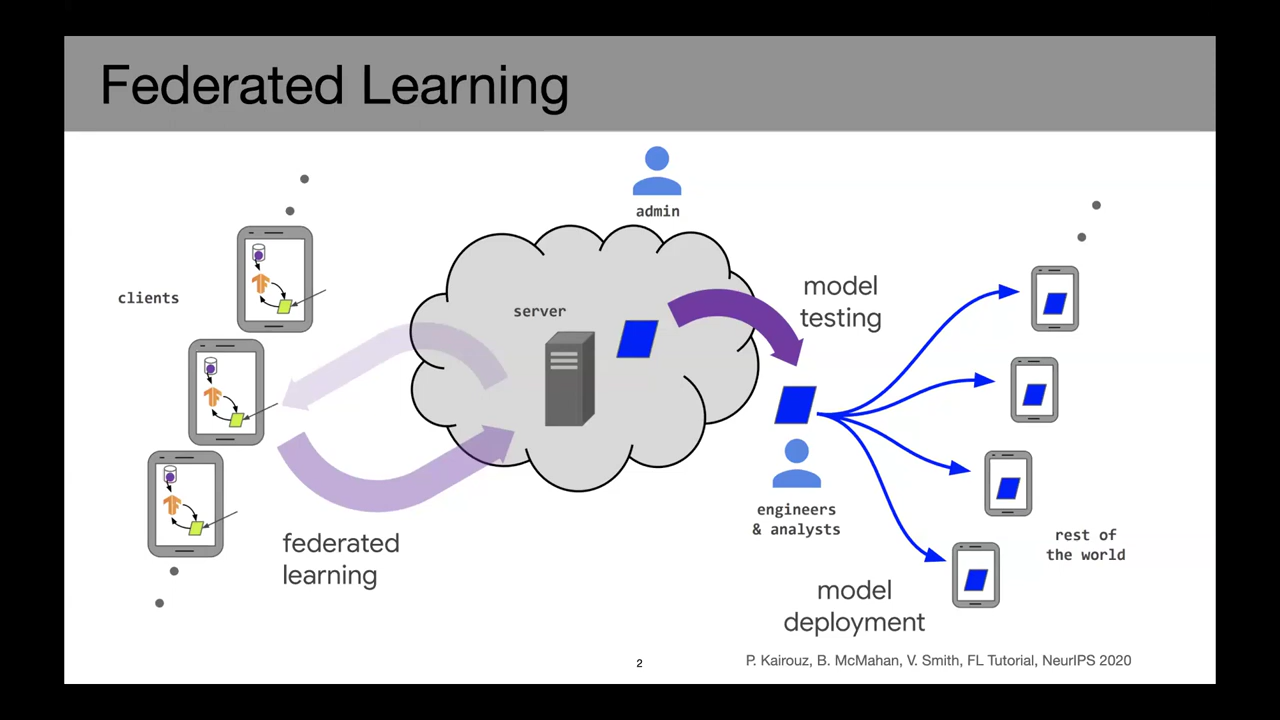 Federated Learning
admin
clients
server
model
testing
federated
learning
engineers
& analysts
rest of
the world
model
deployment
2
P. Kairouz, B. McMahan, V. Smith, FL Tutorial, NeurIPS 2020